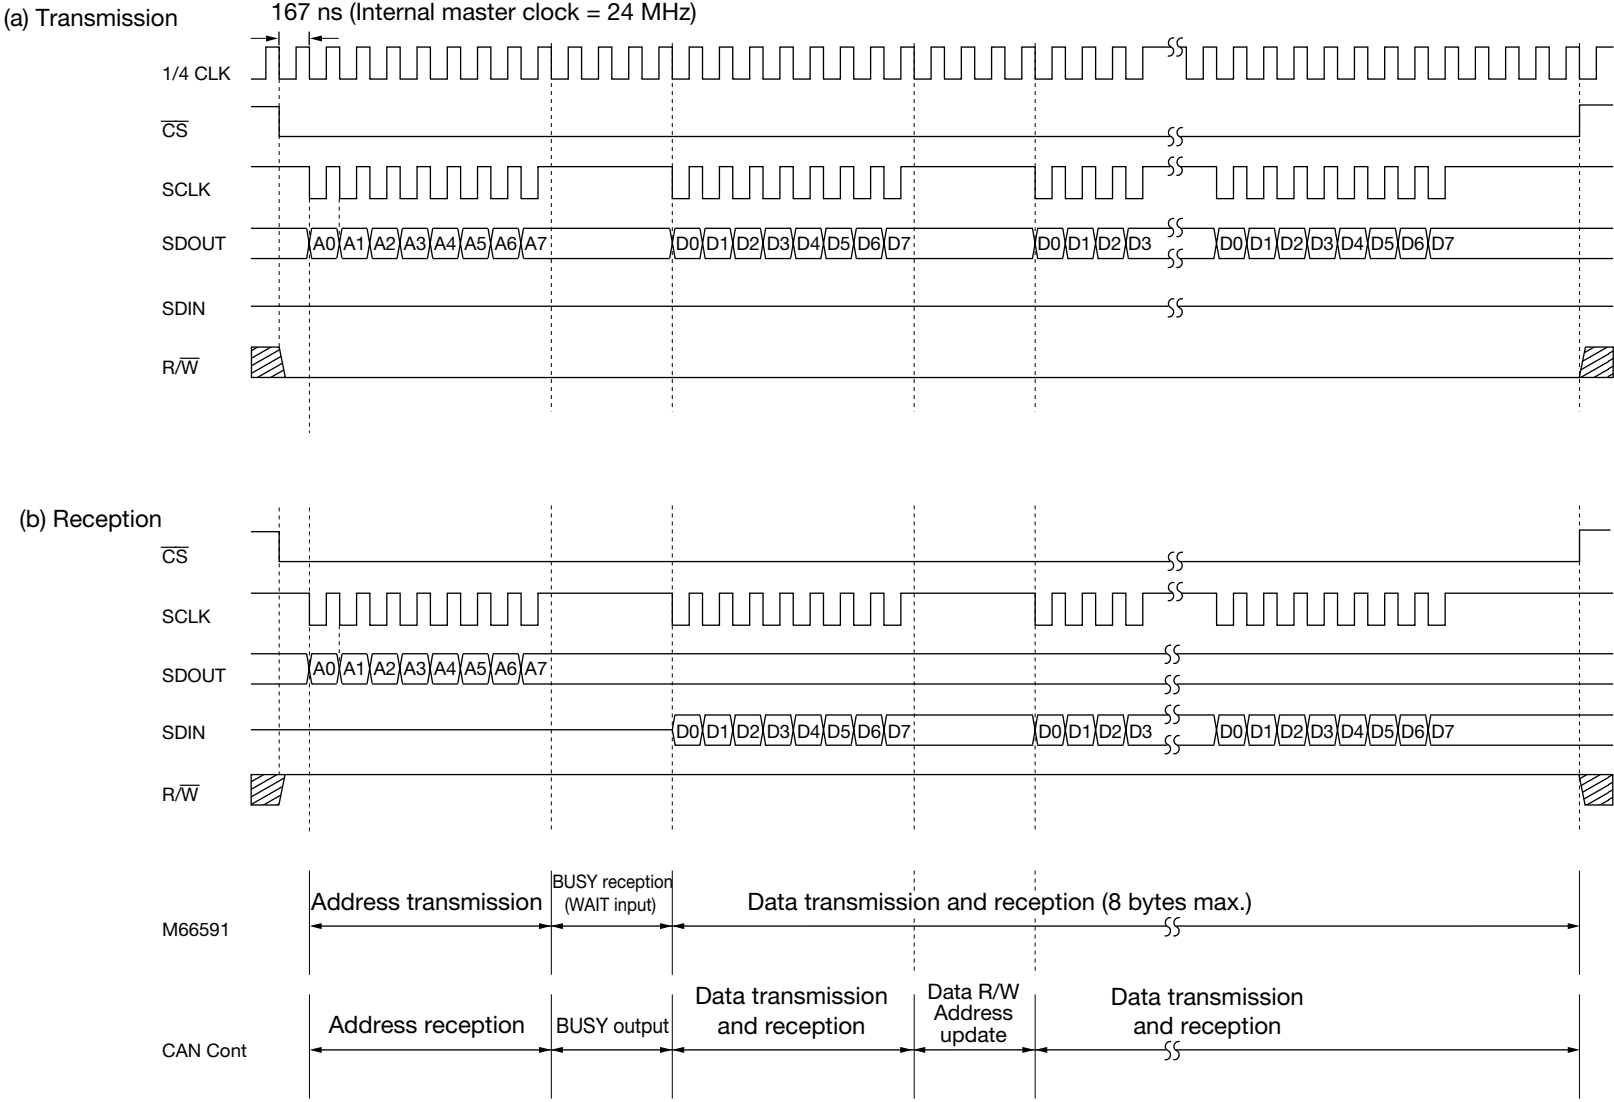 (a) Transmission
167 ns (Internal master clock = 24 MHz)
1/4 CLK
CS
SCLK
SDOUT A0 A1 A2 A3 A4 A5 A6 A7 D0 D1 D2 D3 D4 D5 D6 D7 D0 D1 D2 D3 D0 D1 D2 D3 D4 D5 D6 D7
SDIN
R/W
(b) Reception
CS
SCLK
SDOUT A0 A1 A2 A3 A4 A5 A6 A7
SDIN D0 D1 D2 D3 D4 D5 D6 D7 D0 D1 D2 D3 D0 D1 D2 D3 D4 D5 D6 D7
R/W
M66591
Address transmission
BUSY reception
(WAIT input)
Data transmission and reception (8 bytes max.)
CAN Cont
Address reception
BUSY output
Data transmission
and reception
Data R/W
Address
update
Data transmission
and reception